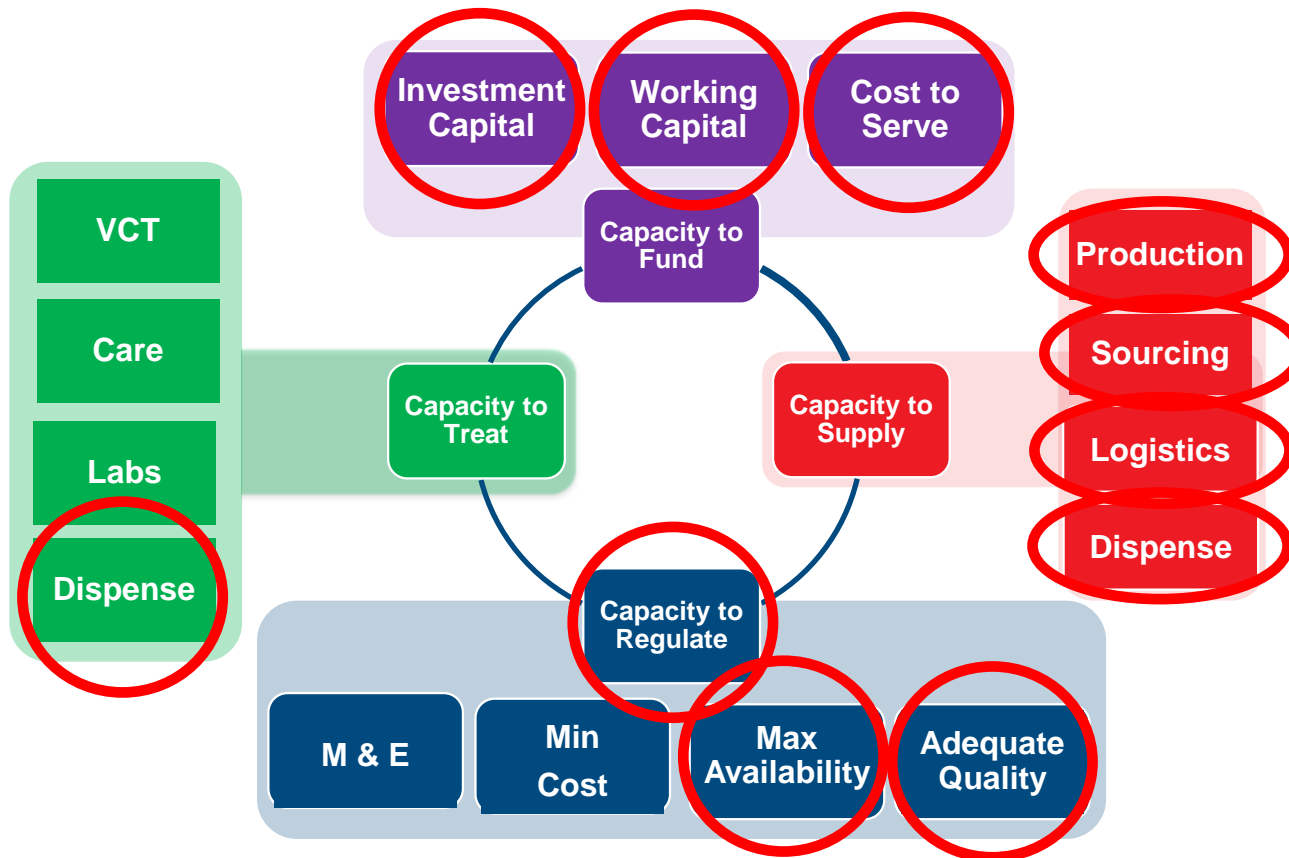 Investment
Capital
Working
Capital
Cost to
Serve
Capacity to
Fund
VCT
Care
Labs
Dispense
Capacity to
Treat
Capacity to
Supply
Production
Sourcing
Logistics
Dispense
Capacity to
Regulate
M & E
Min
Cost
Max
Availability
Adequate
Quality